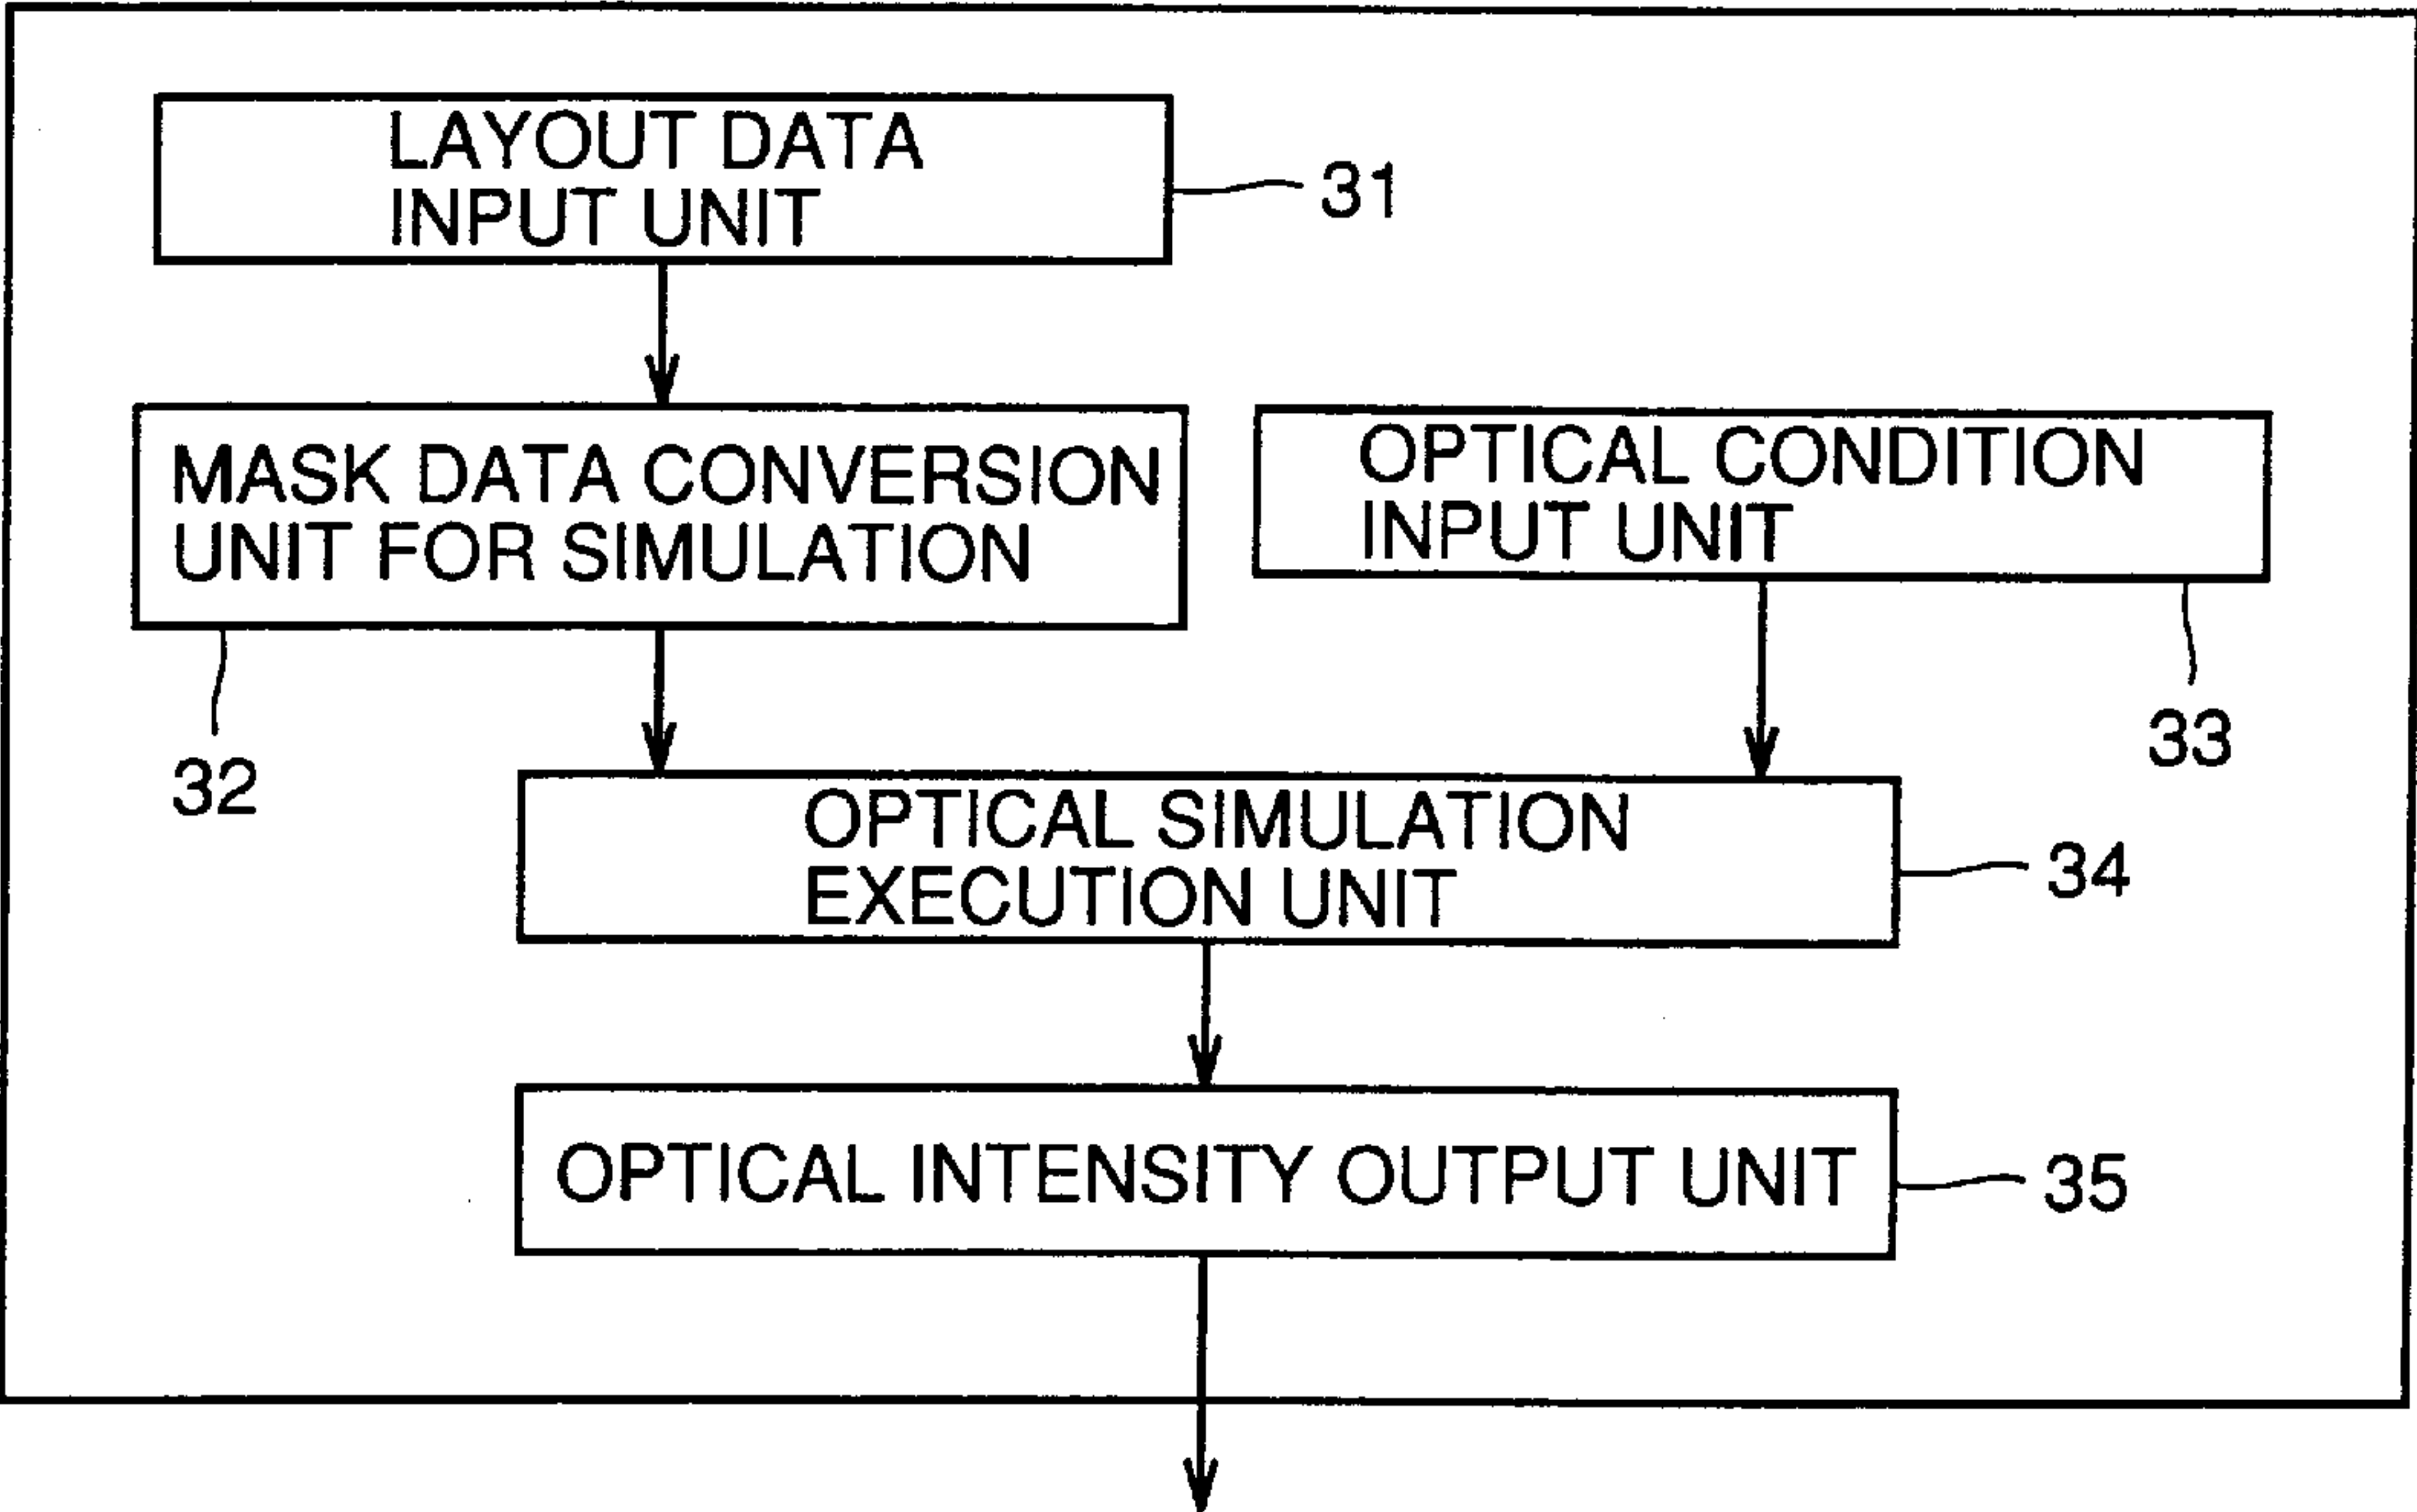 LAYOUT DATA
INPUT UNIT
31
MASK DATA CONVERSION
UNIT FOR SIMULATION
32
OPTICAL CONDITION
INPUT UNIT
33
OPTICAL SIMULATION
EXECUTION UNIT
34
OPTICAL INTENSITY OUTPUT UNIT
35